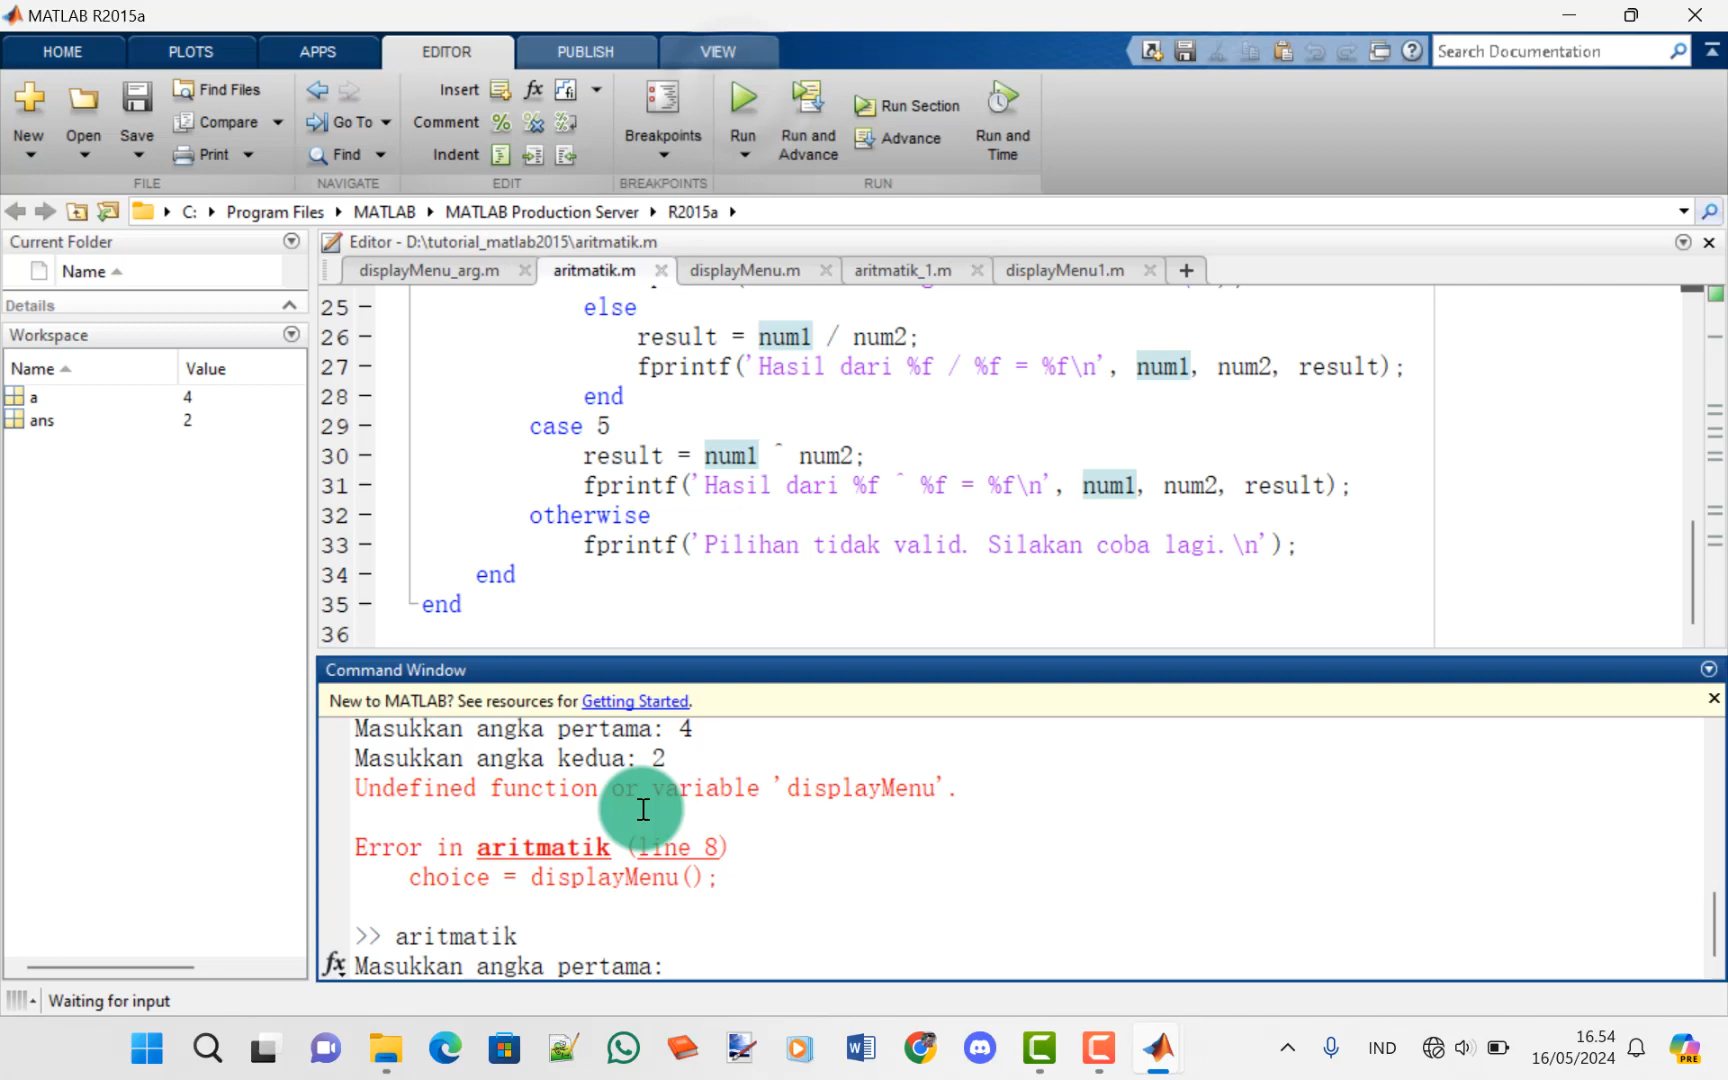 MATLAB R2015a
HOME PLOTS APPS EDITOR PUBLISH VIEW
Search Documentation
New Open Save Find Files Compare Print
Go To Find
Insert Comment Indent
Breakpoints Run Run and Advance Run Section Advance Run and Time
FILE NAVIGATE EDIT BREAKPOINTS RUN
C: Program Files MATLAB MATLAB Production Server R2015a
Current Folder
Name
Details
Workspace
Name Value
a 4
ans 2
Editor - D:\tutorial_matlab2015\aritmatik.m
displayMenu_arg.m aritmatik.m displayMenu.m aritmatik_1.m displayMenu1.m +
25 else
26 result = num1 / num2;
27 fprintf('Hasil dari %f / %f = %f\n', num1, num2, result);
28 end
29 case 5
30 result = num1 ^ num2;
31 fprintf('Hasil dari %f ^ %f = %f\n', num1, num2, result);
32 otherwise
33 fprintf('Pilihan tidak valid. Silakan coba lagi.\n');
34 end
35 end
36
Command Window
New to MATLAB? See resources for Getting Started.
Masukkan angka pertama: 4
Masukkan angka kedua: 2
Undefined function or variable 'displayMenu'.
Error in aritmatik (line 8)
choice = displayMenu();
>> aritmatik
fx Masukkan angka pertama:
Waiting for input
IND
16.54
16/05/2024
PRE